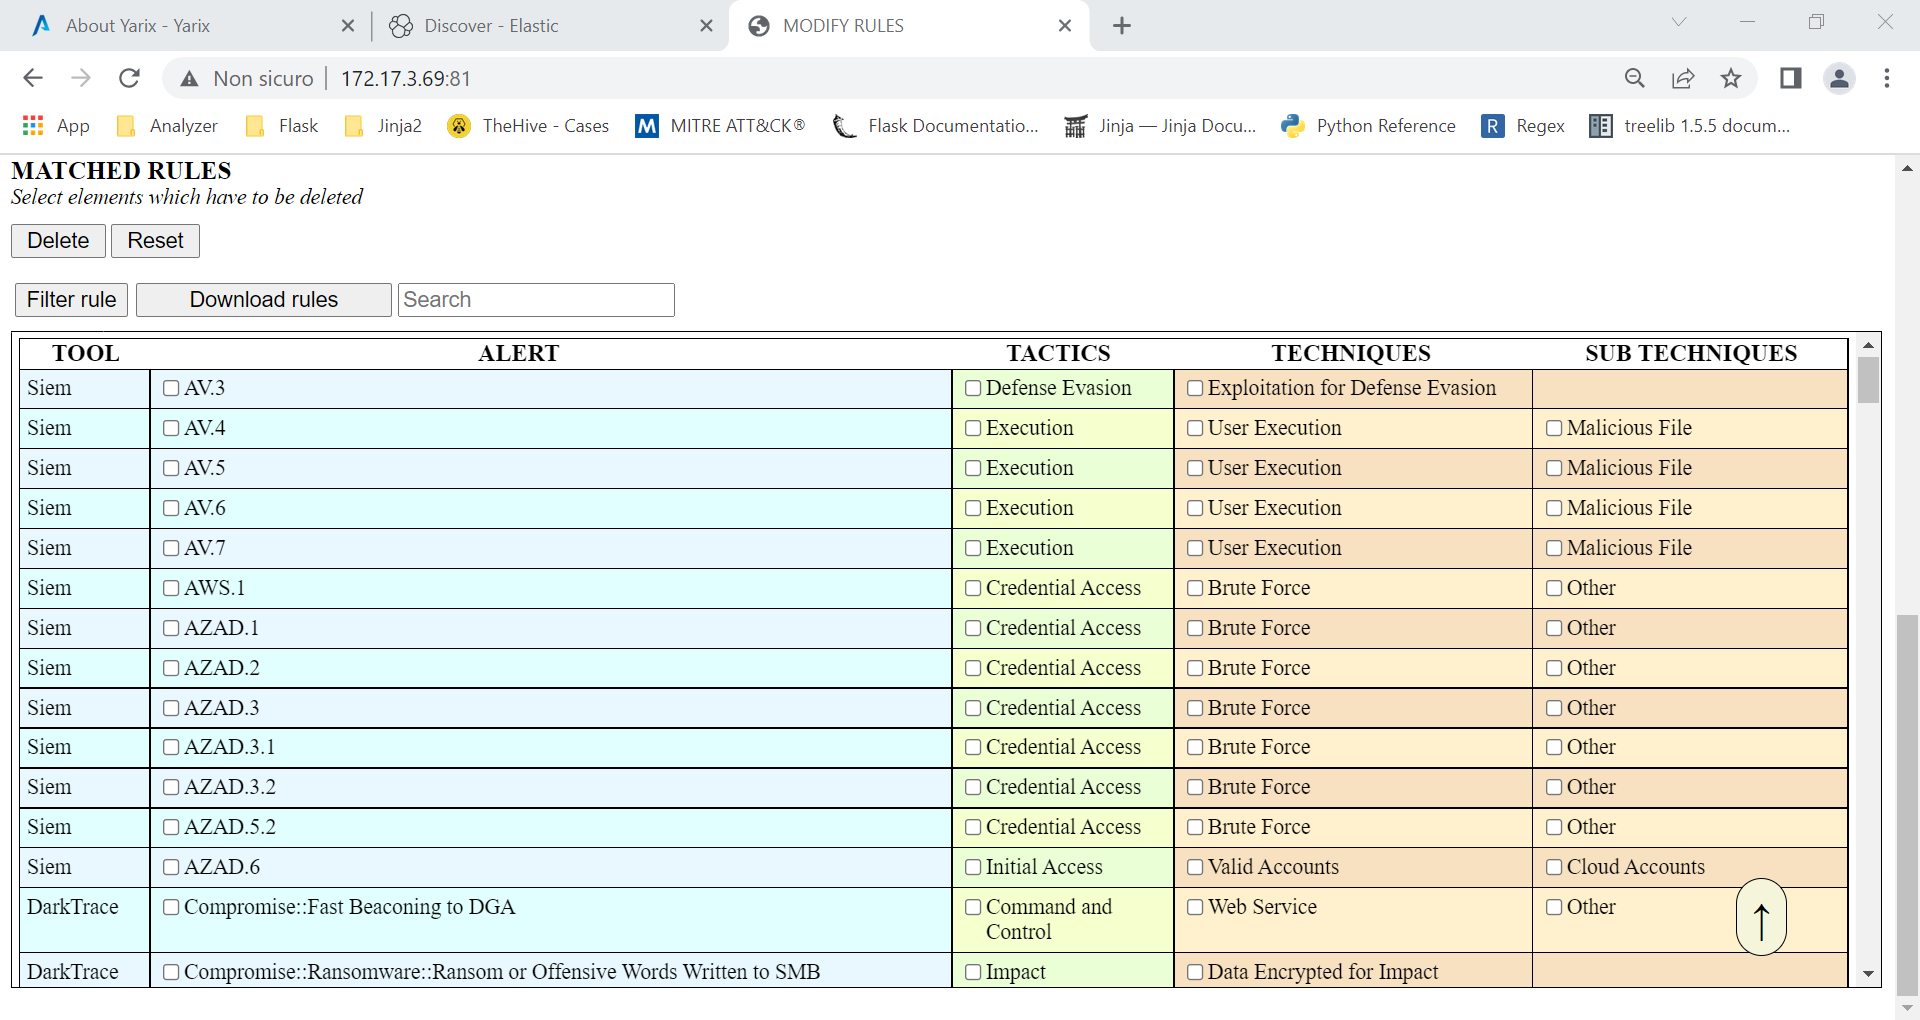 About Yarix - Yarix
Discover - Elastic
MODIFY RULES
Non sicuro 172.17.3.69:81
App Analyzer Flask Jinja2 TheHive - Cases MITRE ATT&CK® Flask Documentatio... Jinja — Jinja Docu... Python Reference Regex treelib 1.5.5 docum...
MATCHED RULES
Select elements which have to be deleted
Delete Reset
Filter rule Download rules Search
TOOL ALERT TACTICS TECHNIQUES SUB TECHNIQUES
Siem AV.3 Defense Evasion Exploitation for Defense Evasion
Siem AV.4 Execution User Execution Malicious File
Siem AV.5 Execution User Execution Malicious File
Siem AV.6 Execution User Execution Malicious File
Siem AV.7 Execution User Execution Malicious File
Siem AWS.1 Credential Access Brute Force Other
Siem AZAD.1 Credential Access Brute Force Other
Siem AZAD.2 Credential Access Brute Force Other
Siem AZAD.3 Credential Access Brute Force Other
Siem AZAD.3.1 Credential Access Brute Force Other
Siem AZAD.3.2 Credential Access Brute Force Other
Siem AZAD.5.2 Credential Access Brute Force Other
Siem AZAD.6 Initial Access Valid Accounts Cloud Accounts
DarkTrace Compromise::Fast Beaconing to DGA Command and Web Service Other
Control
DarkTrace Compromise::Ransomware::Ransom or Offensive Words Written to SMB Impact Data Encrypted for Impact